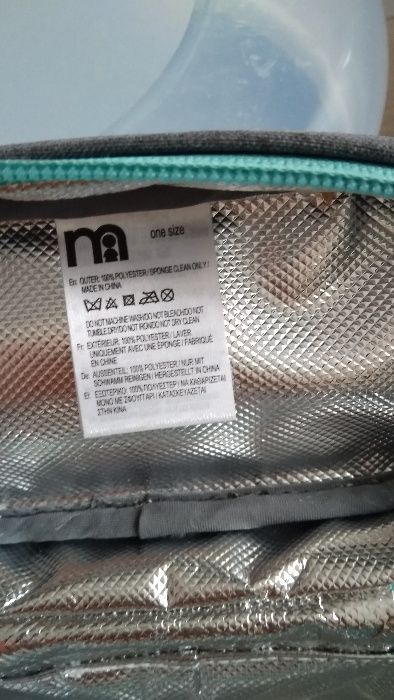 m
one size
En: OUTER: 100% POLYESTER / SPONGE CLEAN ONLY /
MADE IN CHINA
DO NOT MACHINE WASH/DO NOT BLEACH/DO NOT
TUMBLE DRY/DO NOT IRON/DO NOT DRY CLEAN
Fr: EXTÉRIEUR: 100% POLYESTER / LAVER
UNIQUEMENT AVEC UNE ÉPONGE / FABRIQUÉ
EN CHINE
De: AUSSENTEIL: 100% POLYESTER / NUR MIT
SCHWAMM REINIGEN / HERGESTELLT IN CHINA
El: ΕΞΩΤΕΡΙΚΟ: 100% ΠΟΛΥΕΣΤΕΡ / ΝΑ ΚΑΘΑΡΙΖΕΤΑΙ
ΜΟΝΟ ΜΕ ΣΦΟΥΓΓΑΡΙ / ΚΑΤΑΣΚΕΥΑΖΕΤΑΙ
ΣΤΗΝ ΚΙΝΑ